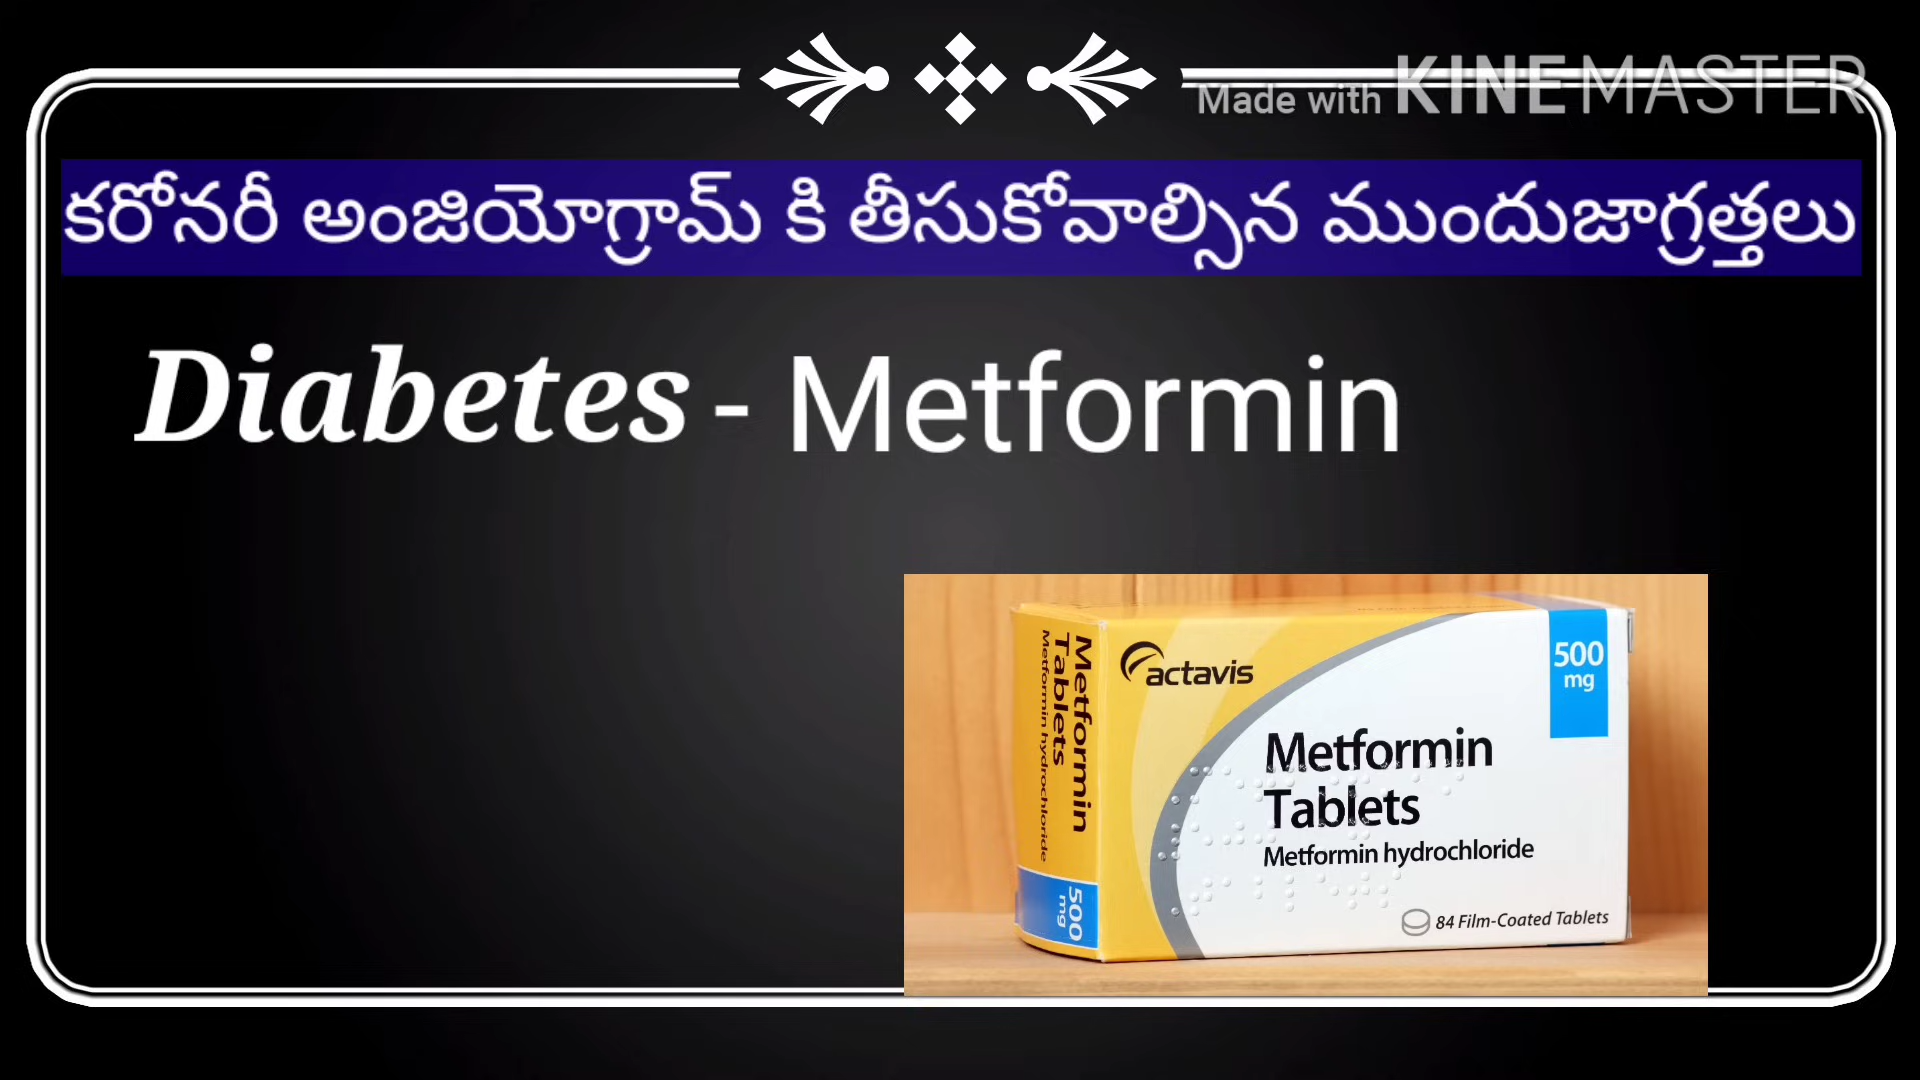 Made with KINEMASTER
కరోనరీ అంజియోగ్రామ్ కి తీసుకోవాల్సిన ముందుజాగ్రత్తలు
Diabetes - Metformin
Metformin
Tablets
Metformin hydrochloride
500
mg
actavis
500
mg
Metformin
Tablets
Metformin hydrochloride
84 Film-Coated Tablets